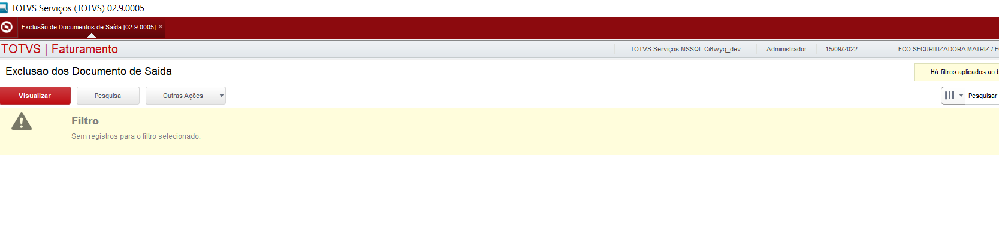 TOTVS Serviços (TOTVS) 02.9.0005
Exclusão de Documentos de Saída [02.9.0005] ×
TOTVS | Faturamento
TOTVS Serviços MSSQL Ci6wyq_dev
Administrador
15/09/2022
ECO SECURITIZADORA MATRIZ / E
Exclusao dos Documento de Saida
Há filtros aplicados ao b
Visualizar
Pesquisa
Outras Ações
Pesquisar
Filtro
Sem registros para o filtro selecionado.